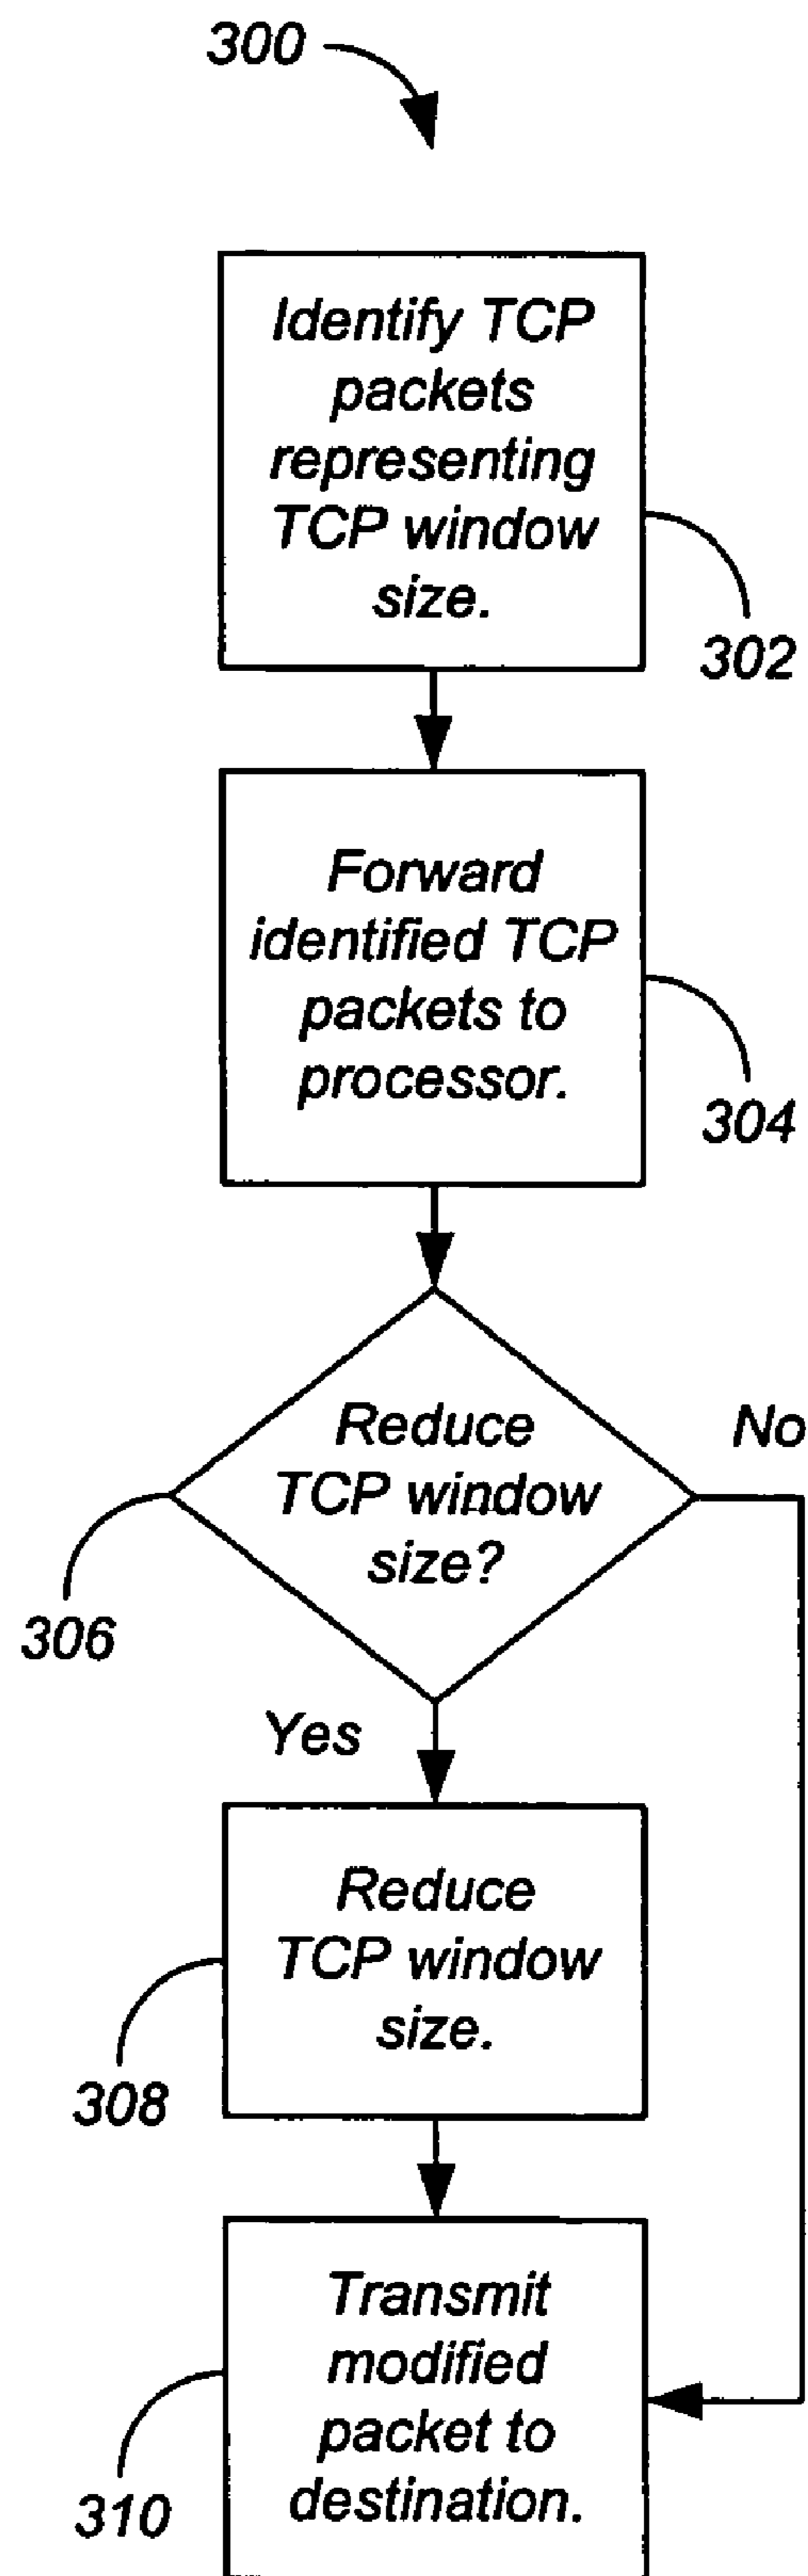 300
Identify TCP
packets
representing
TCP window
size.
302
Forward
identified TCP
packets to
processor.
304
Reduce
TCP window
size?
No
306
Yes
Reduce
TCP window
size.
308
Transmit
modified
packet to
destination.
310